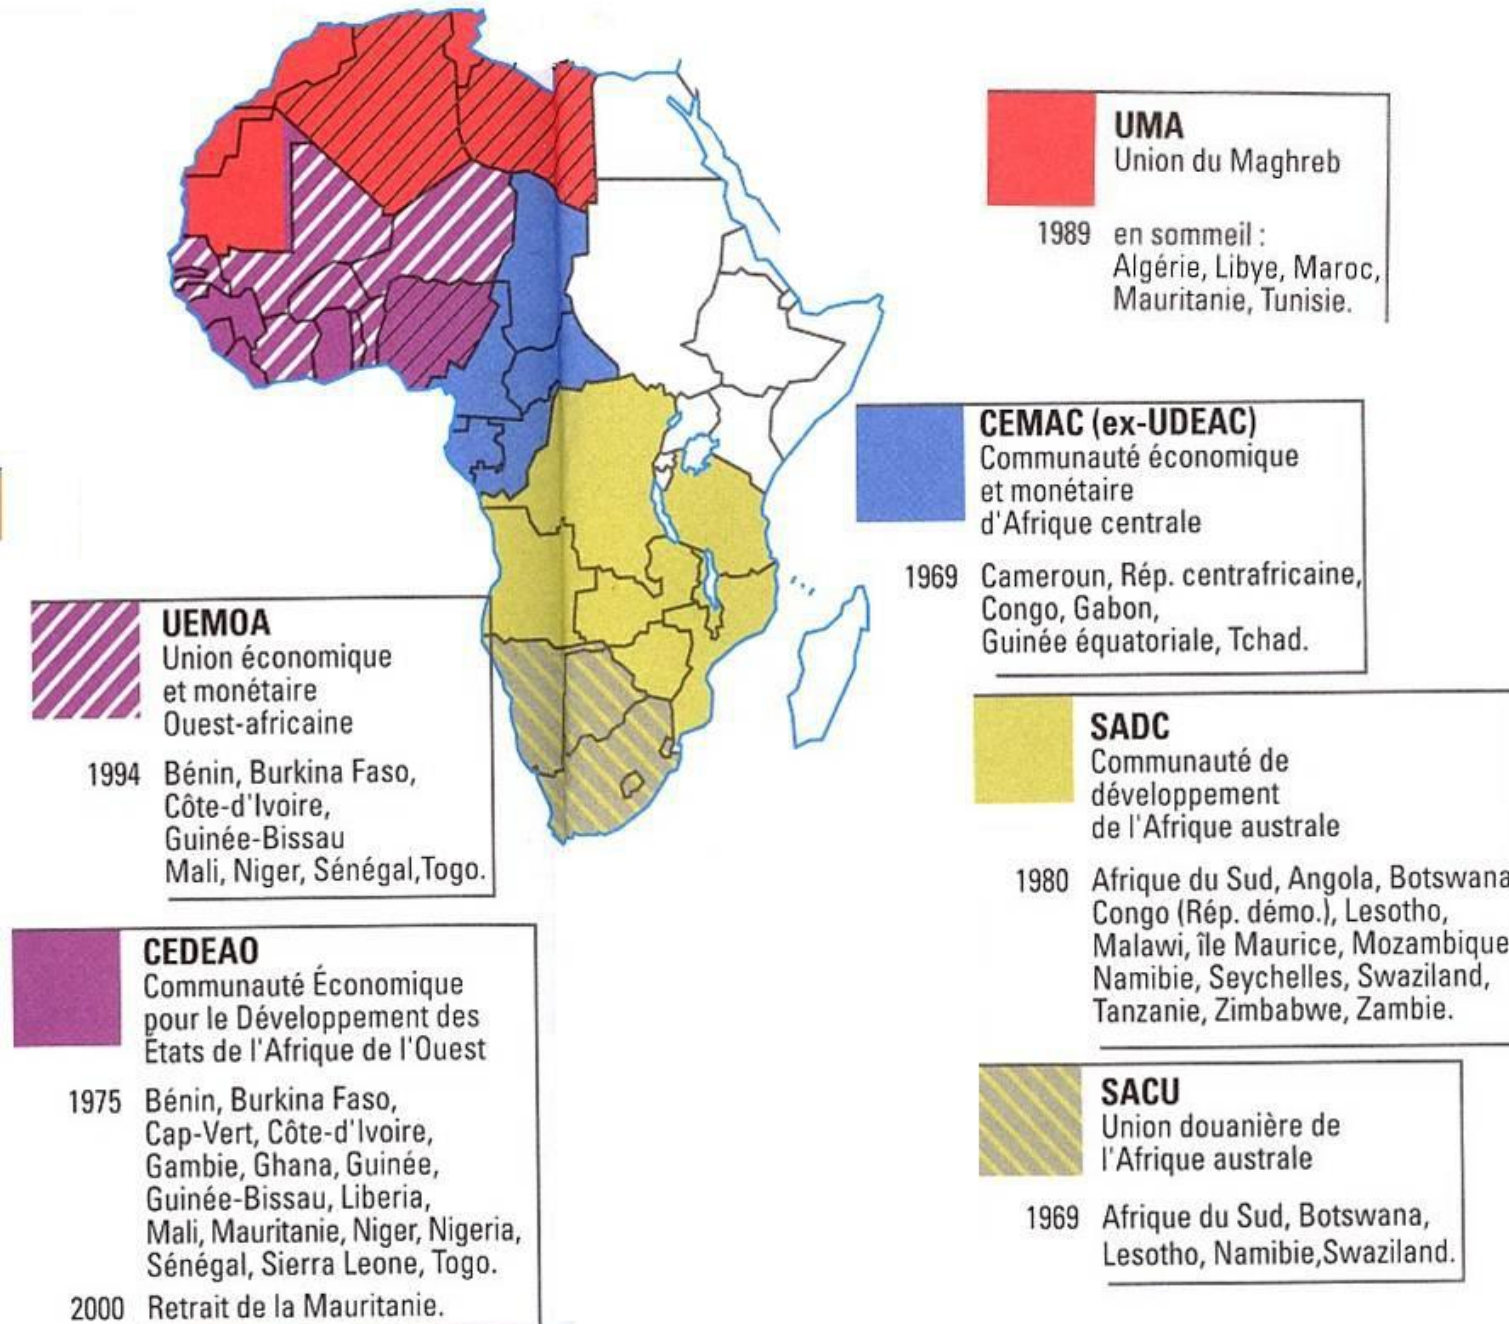 UMA
Union du Maghreb
1989 en sommeil :
Algérie, Libye, Maroc,
Mauritanie, Tunisie.
CEMAC (ex-UDEAC)
Communauté économique
et monétaire
d'Afrique centrale
1969 Cameroun, Rép. centrafricaine,
Congo, Gabon,
Guinée équatoriale, Tchad.
UEMOA
Union économique
et monétaire
Ouest-africaine
1994 Bénin, Burkina Faso,
Côte-d'Ivoire,
Guinée-Bissau
Mali, Niger, Sénégal,Togo.
SADC
Communauté de
développement
de l'Afrique australe
1980 Afrique du Sud, Angola, Botswana
Congo (Rép. démo.), Lesotho,
Malawi, île Maurice, Mozambique
Namibie, Seychelles, Swaziland,
Tanzanie, Zimbabwe, Zambie.
CEDEAO
Communauté Économique
pour le Développement des
États de l'Afrique de l'Ouest
1975 Bénin, Burkina Faso,
Cap-Vert, Côte-d'Ivoire,
Gambie, Ghana, Guinée,
Guinée-Bissau, Liberia,
Mali, Mauritanie, Niger, Nigeria,
Sénégal, Sierra Leone, Togo.
2000 Retrait de la Mauritanie.
SACU
Union douanière de
l'Afrique australe
1969 Afrique du Sud, Botswana,
Lesotho, Namibie,Swaziland.